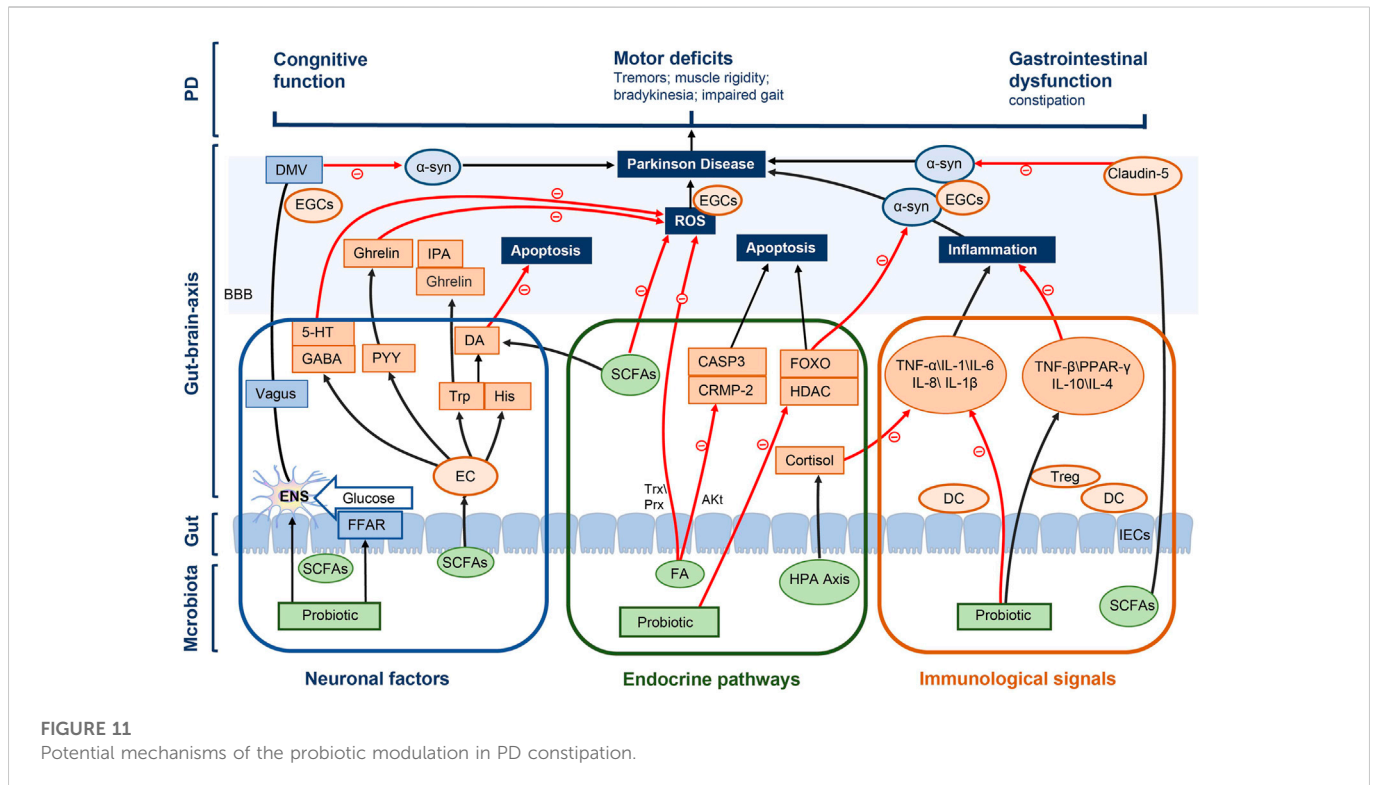 PD
Congnitive
function
Motor deficits
Tremors; muscle rigidity;
bradykinesia; impaired gait
Gastrointestinal
dysfunction
constipation
Gut-brain-axis
DMV
α-syn
Parkinson Disease
α-syn
Claudin-5
EGCs
EGCs
α-syn
EGCs
ROS
Ghrelin
IPA
Ghrelin
Apoptosis
Apoptosis
Inflammation
BBB
5-HT
GABA
PYY
DA
SCFAs
CASP3
CRMP-2
FOXO
HDAC
TNF-α\IL-1\IL-6
IL-8\ IL-1β
TNF-β\PPAR-γ
IL-10\IL-4
Vagus
Trp
His
Cortisol
EC
Treg
ENS
Glucose
Trx\
Prx
AKt
DC
DC
Gut
FFAR
IECs
Mcrobiota
SCFAs
SCFAs
FA
HPA Axis
SCFAs
Probiotic
Probiotic
Probiotic
Neuronal factors
Endocrine pathways
Immunological signals
FIGURE 11
Potential mechanisms of the probiotic modulation in PD constipation.